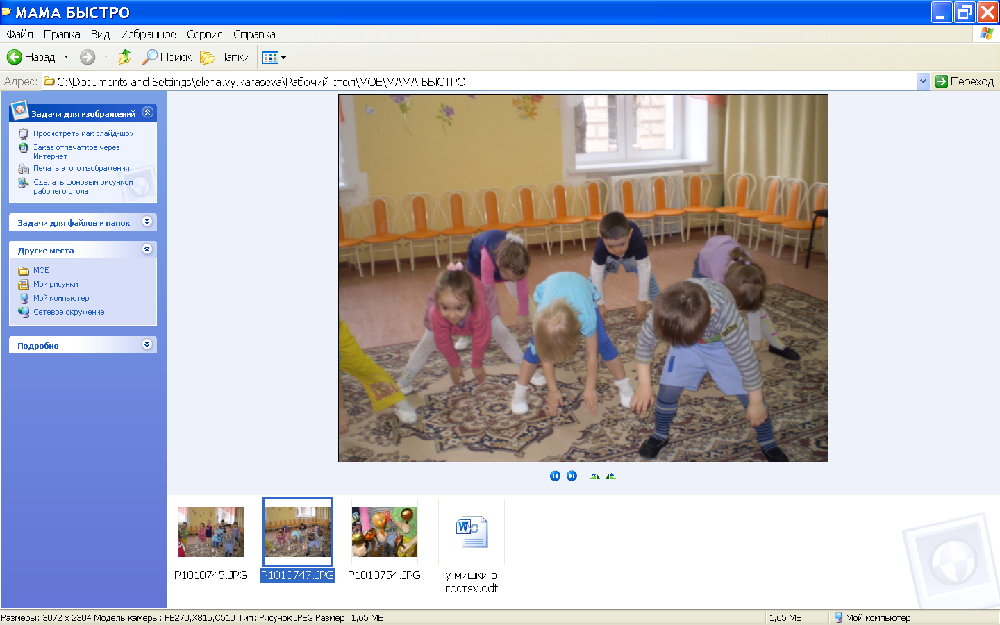 МАМА БЫСТРО
Файл Правка Вид Избранное Сервис Справка
Назад Поиск Папки
Адрес: C:\Documents and Settings\elena.vy.karaseva\Рабочий стол\МОЕ\МАМА БЫСТРО Переход
Задачи для изображений
Просмотреть как слайд-шоу
Заказ отпечатков через
Интернет
Печать этого изображения
Сделать фоновым рисунком
рабочего стола
Задачи для файлов и папок
Другие места
МОЕ
Мои рисунки
Мой компьютер
Сетевое окружение
Подробно
P1010745.JPG P1010747.JPG P1010754.JPG у мишки в
гостях.odt
Размеры: 3072 x 2304 Модель камеры: FE270,X815,C510 Тип: Рисунок JPEG Размер: 1,65 МБ 1,65 МБ Мой компьютер